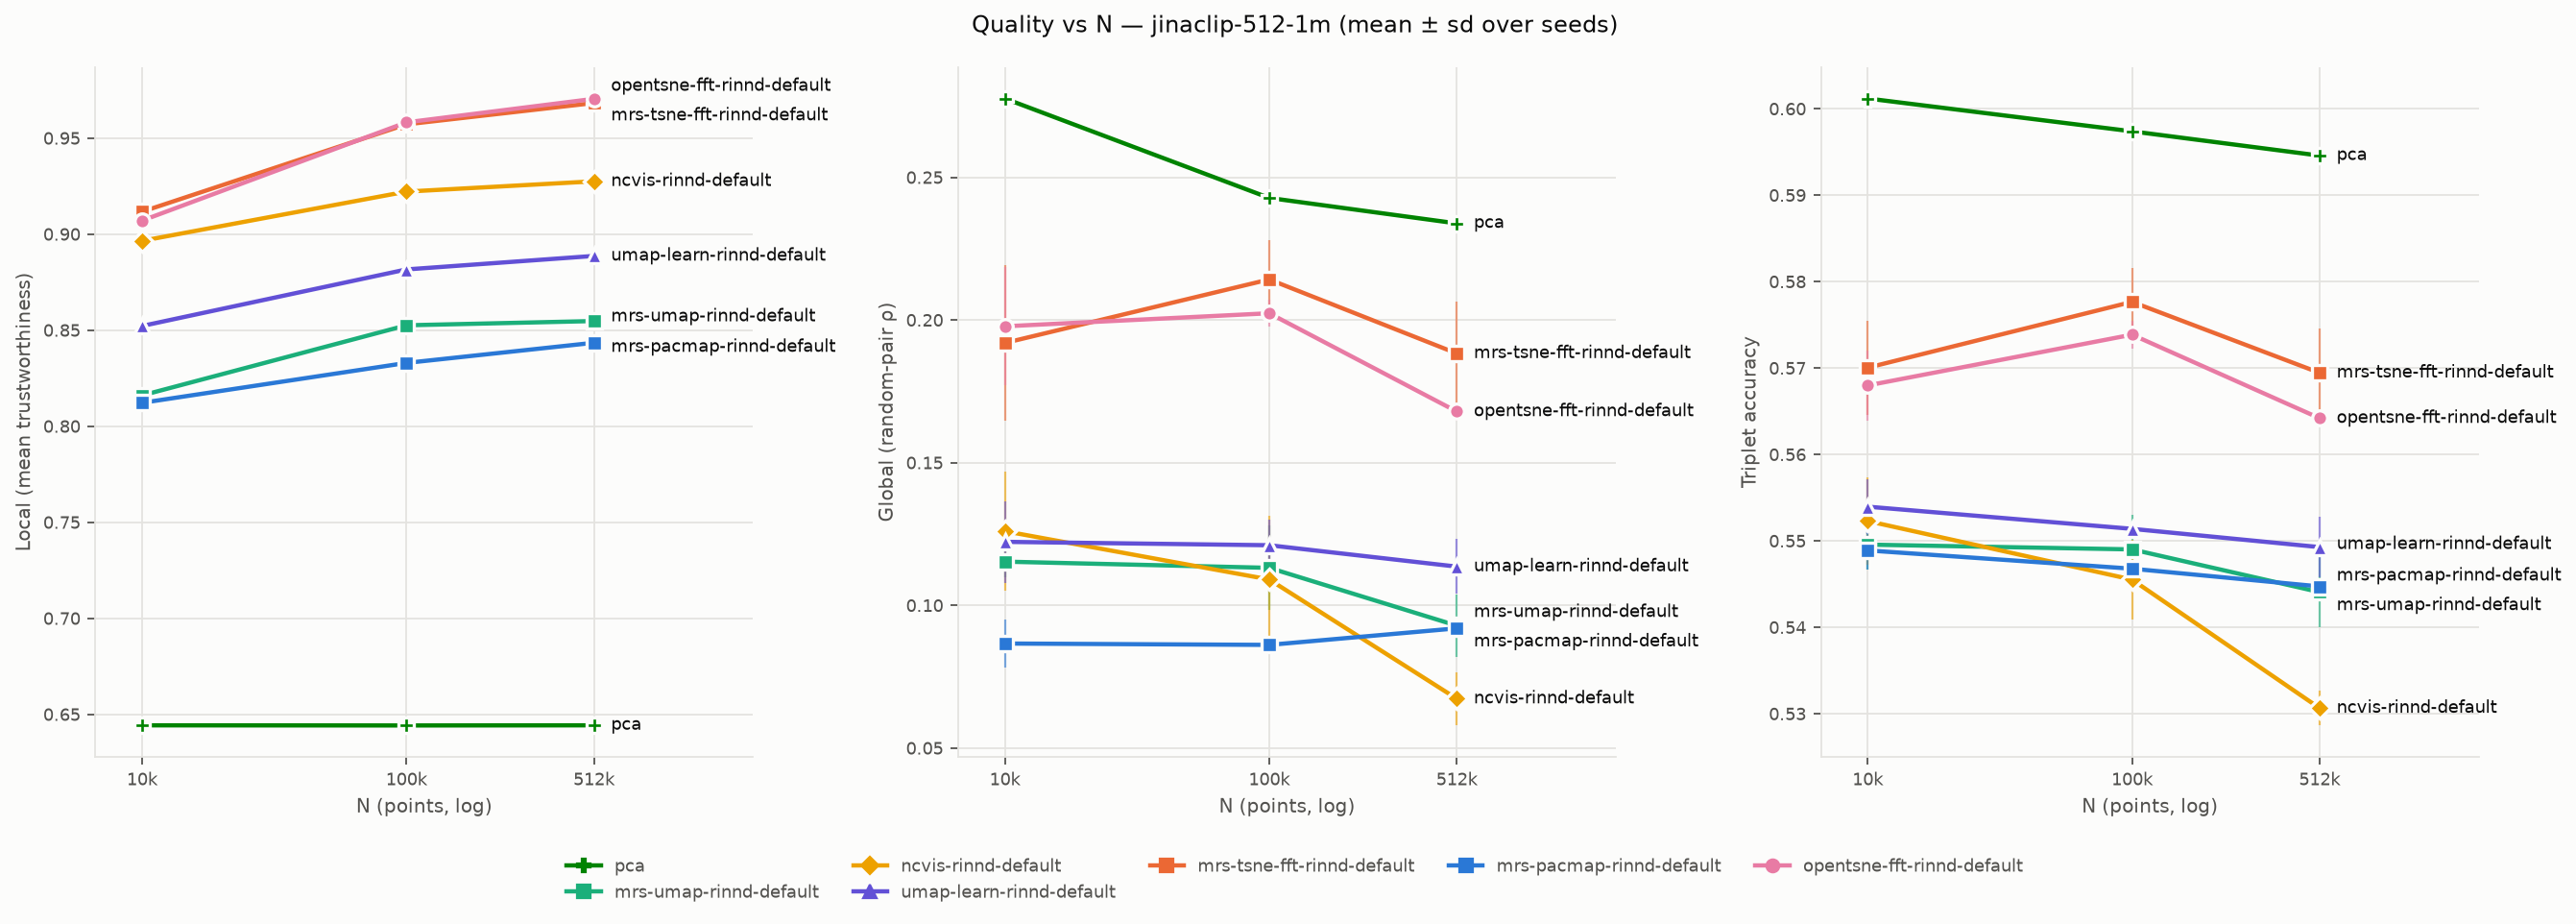 Quality vs N — jinaclip-512-1m (mean ± sd over seeds)
Local (mean trustworthiness)
0.95
0.90
0.85
0.80
0.75
0.70
0.65
opentsne-fft-rinnd-default
mrs-tsne-fft-rinnd-default
ncvis-rinnd-default
umap-learn-rinnd-default
mrs-umap-rinnd-default
mrs-pacmap-rinnd-default
pca
10k 100k 512k
N (points, log)
Global (random-pair ρ)
0.25
0.20
0.15
0.10
0.05
pca
mrs-tsne-fft-rinnd-default
opentsne-fft-rinnd-default
umap-learn-rinnd-default
mrs-umap-rinnd-default
mrs-pacmap-rinnd-default
ncvis-rinnd-default
10k 100k 512k
N (points, log)
Triplet accuracy
0.60
0.59
0.58
0.57
0.56
0.55
0.54
0.53
pca
mrs-tsne-fft-rinnd-default
opentsne-fft-rinnd-default
umap-learn-rinnd-default
mrs-pacmap-rinnd-default
mrs-umap-rinnd-default
ncvis-rinnd-default
10k 100k 512k
N (points, log)
pca ncvis-rinnd-default mrs-tsne-fft-rinnd-default mrs-pacmap-rinnd-default opentsne-fft-rinnd-default
mrs-umap-rinnd-default umap-learn-rinnd-default